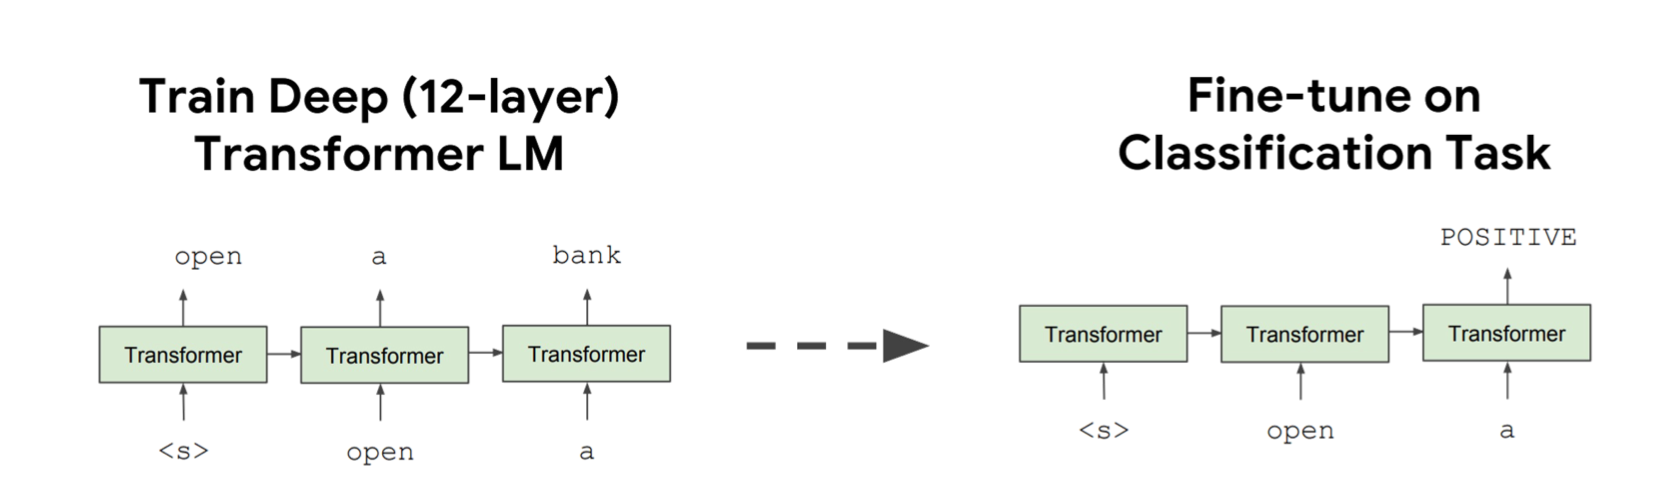 Train Deep (12-layer)
Transformer LM
open a bank
Transformer Transformer Transformer
<s> open a
Fine-tune on
Classification Task
POSITIVE
Transformer Transformer Transformer
<s> open a